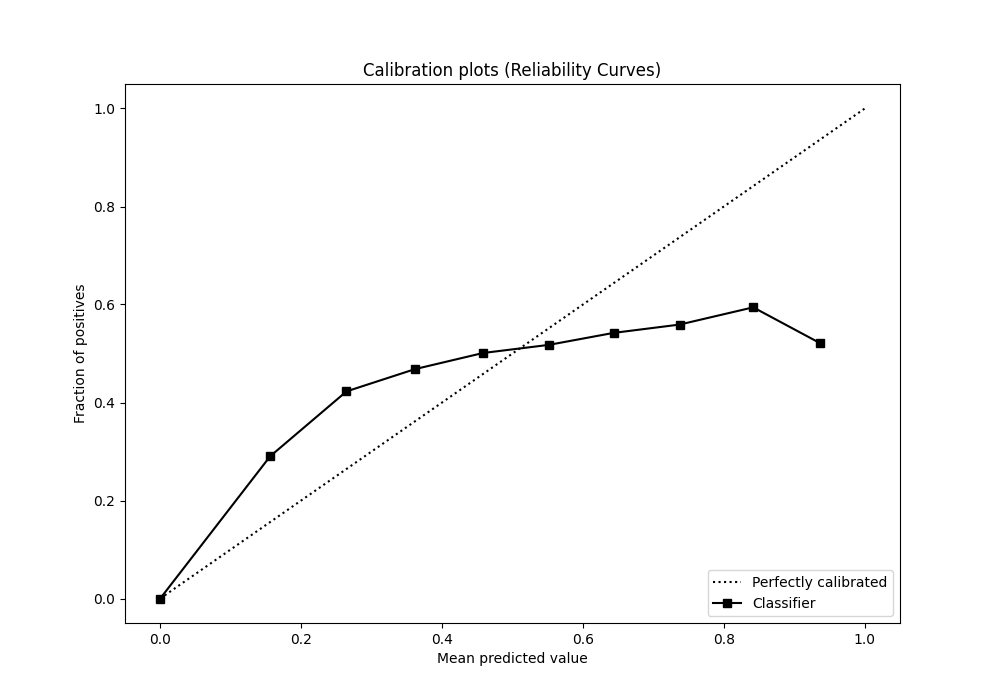 Calibration plots (Reliability Curves)
1.0
0.8
0.6
0.4
0.2
0.0
Fraction of positives
0.0 0.2 0.4 0.6 0.8 1.0
Mean predicted value
Perfectly calibrated
Classifier